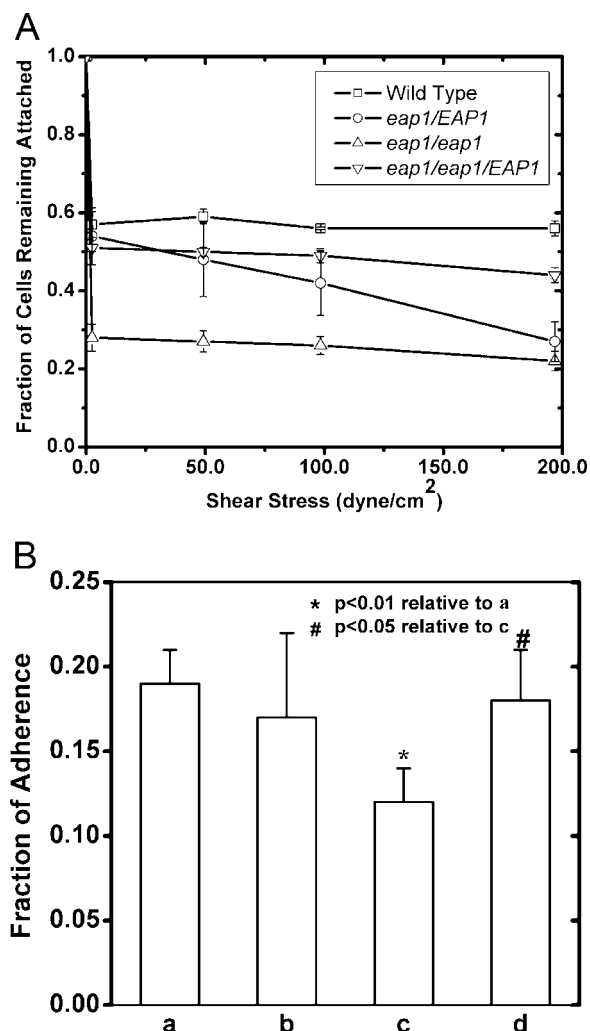 A
1.0
0.8
0.6
0.4
0.2
0.0
Fraction of Cells Remaining Attached
Wild Type
eap1/EAP1
eap1/eap1
eap1/eap1/EAP1
0.0 50.0 100.0 150.0 200.0
Shear Stress (dyne/cm²)
B
0.25
0.20
0.15
0.10
0.05
0.00
Fraction of Adherence
* p<0.01 relative to a
# p<0.05 relative to c
*
#
a b c d